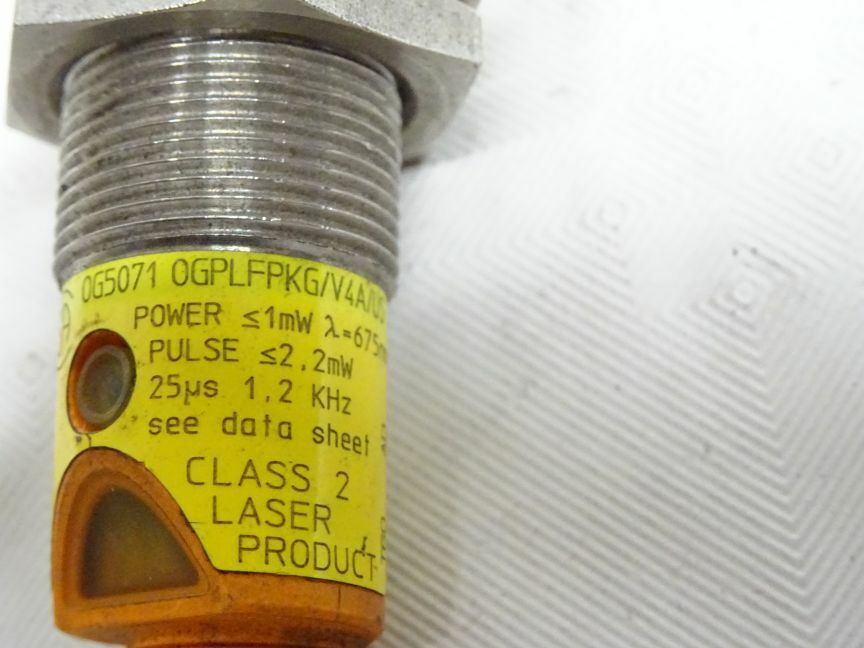 OG5071 OGPLFPKG/V4A/US
POWER ≤1mW λ=675nm
PULSE ≤2,2mW
25µs 1,2 KHz
see data sheet
CLASS 2
LASER
PRODUCT